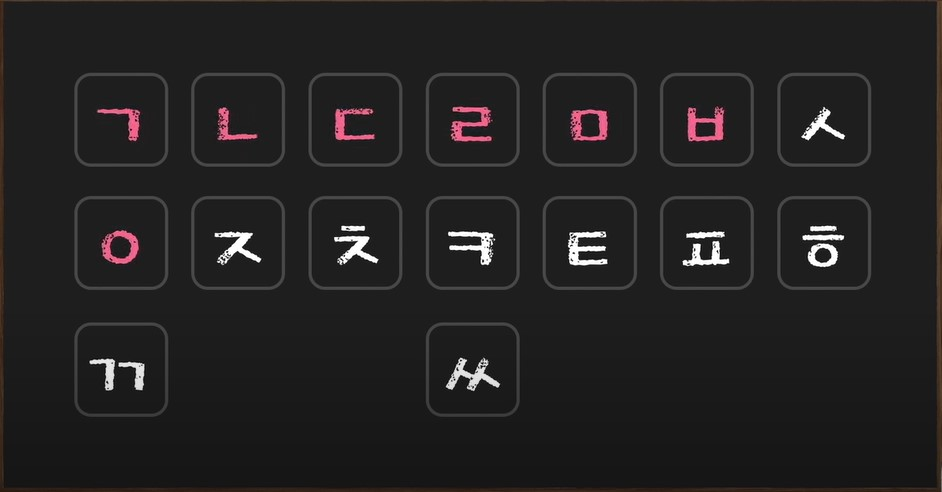 ㄱ ㄴ ㄷ ㄹ ㅁ ㅂ ㅅ
ㅇ ㅈ ㅊ ㅋ ㅌ ㅍ ㅎ
ㄲ ㅆ